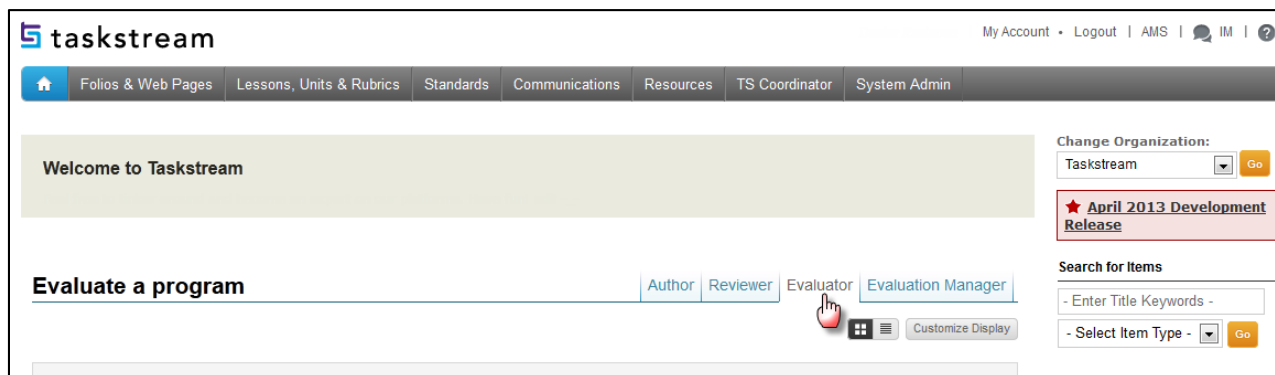 taskstream
My Account • Logout | AMS | IM | ?
Folios & Web Pages Lessons, Units & Rubrics Standards Communications Resources TS Coordinator System Admin
Welcome to Taskstream
Change Organization:
Taskstream Go
April 2013 Development
Release
Evaluate a program
Author Reviewer Evaluator Evaluation Manager
Customize Display
Search for Items
- Enter Title Keywords -
- Select Item Type - Go